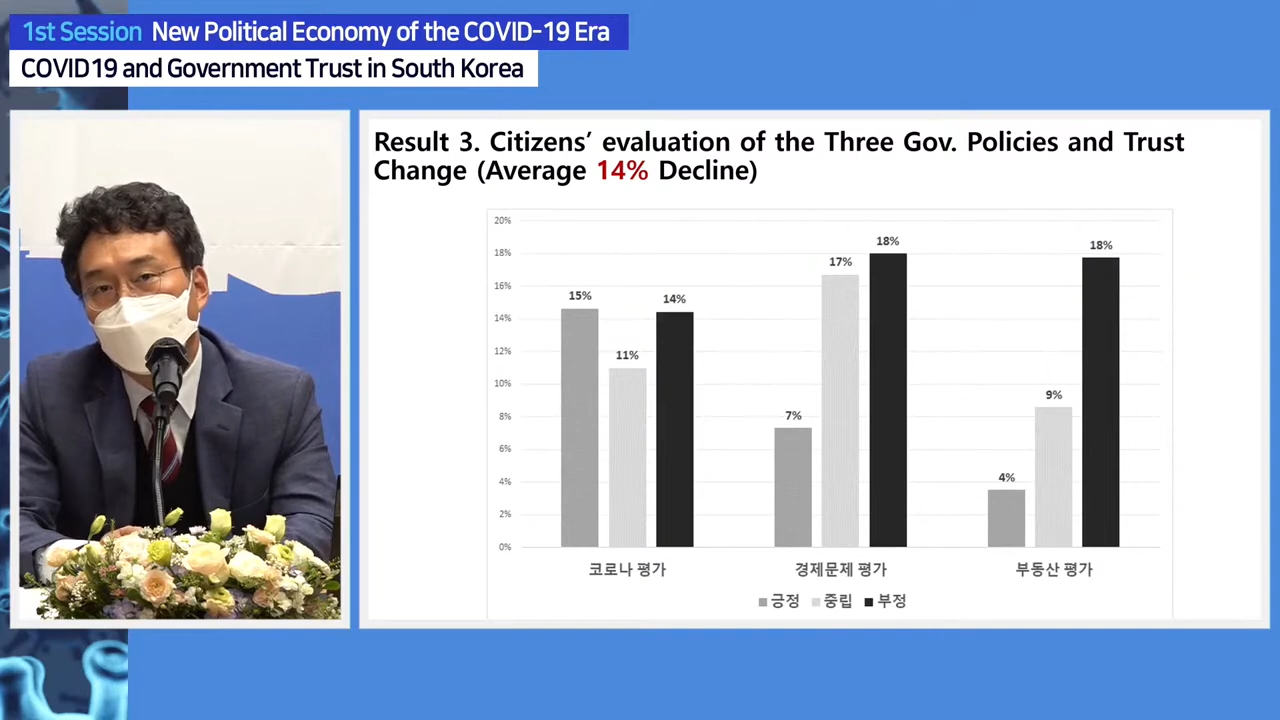 1st Session New Political Economy of the COVID-19 Era
COVID19 and Government Trust in South Korea
Result 3. Citizens' evaluation of the Three Gov. Policies and Trust
Change (Average 14% Decline)
20%
18%
16%
14%
12%
10%
8%
6%
4%
2%
0%
15%
11%
14%
7%
17%
18%
4%
9%
18%
코로나 평가
경제문제 평가
부동산 평가
긍정 중립 부정